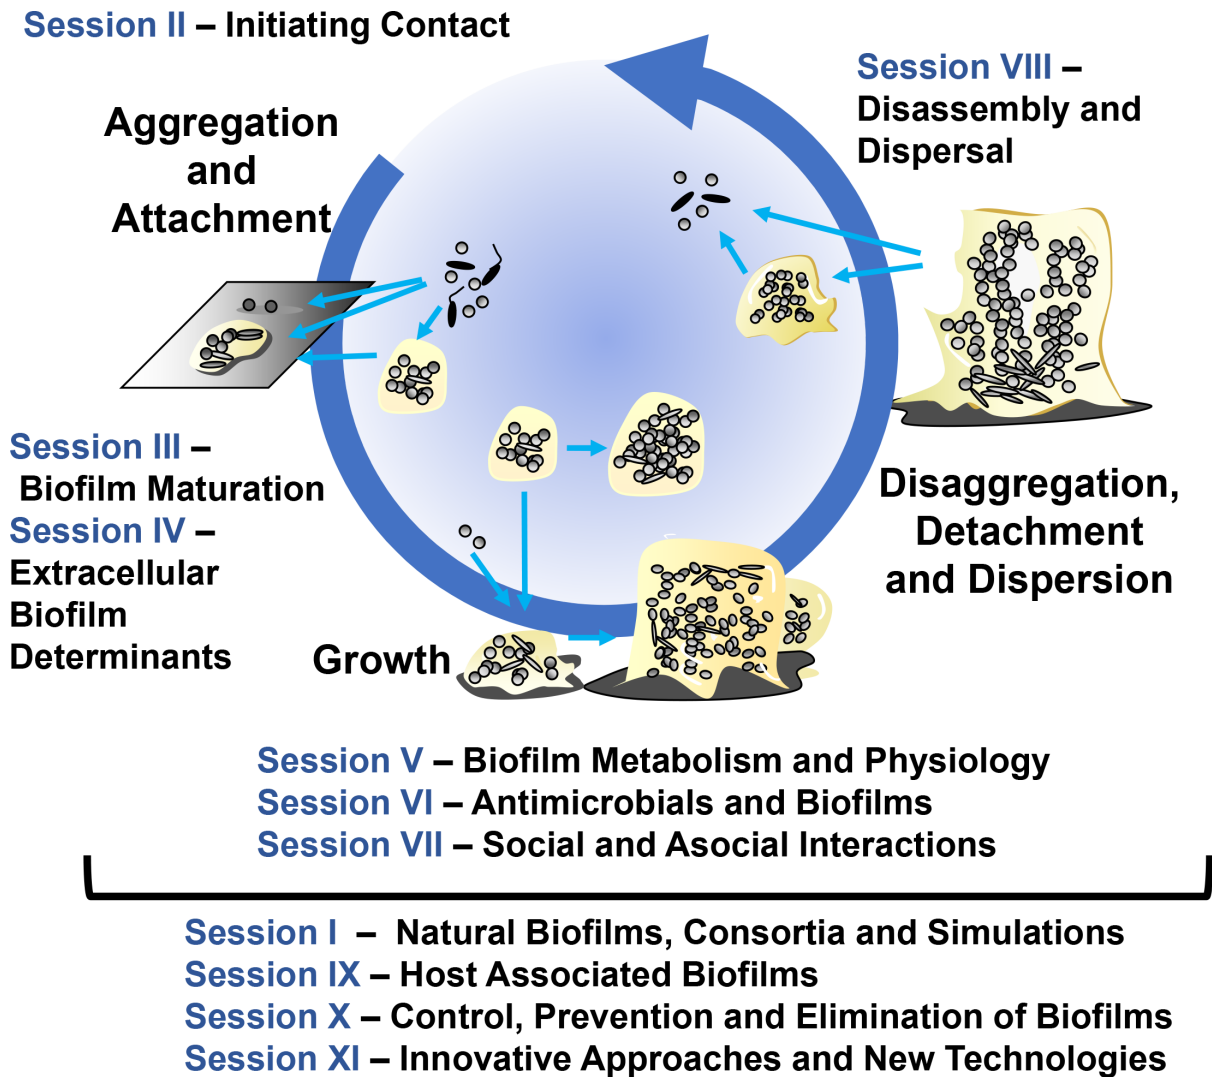 Session II – Initiating Contact
Session VIII –
Disassembly and
Dispersal
Aggregation
and
Attachment
Session III –
Biofilm Maturation
Session IV –
Extracellular
Biofilm
Determinants
Disaggregation,
Detachment
and Dispersion
Growth
Session V – Biofilm Metabolism and Physiology
Session VI – Antimicrobials and Biofilms
Session VII – Social and Asocial Interactions
Session I – Natural Biofilms, Consortia and Simulations
Session IX – Host Associated Biofilms
Session X – Control, Prevention and Elimination of Biofilms
Session XI – Innovative Approaches and New Technologies